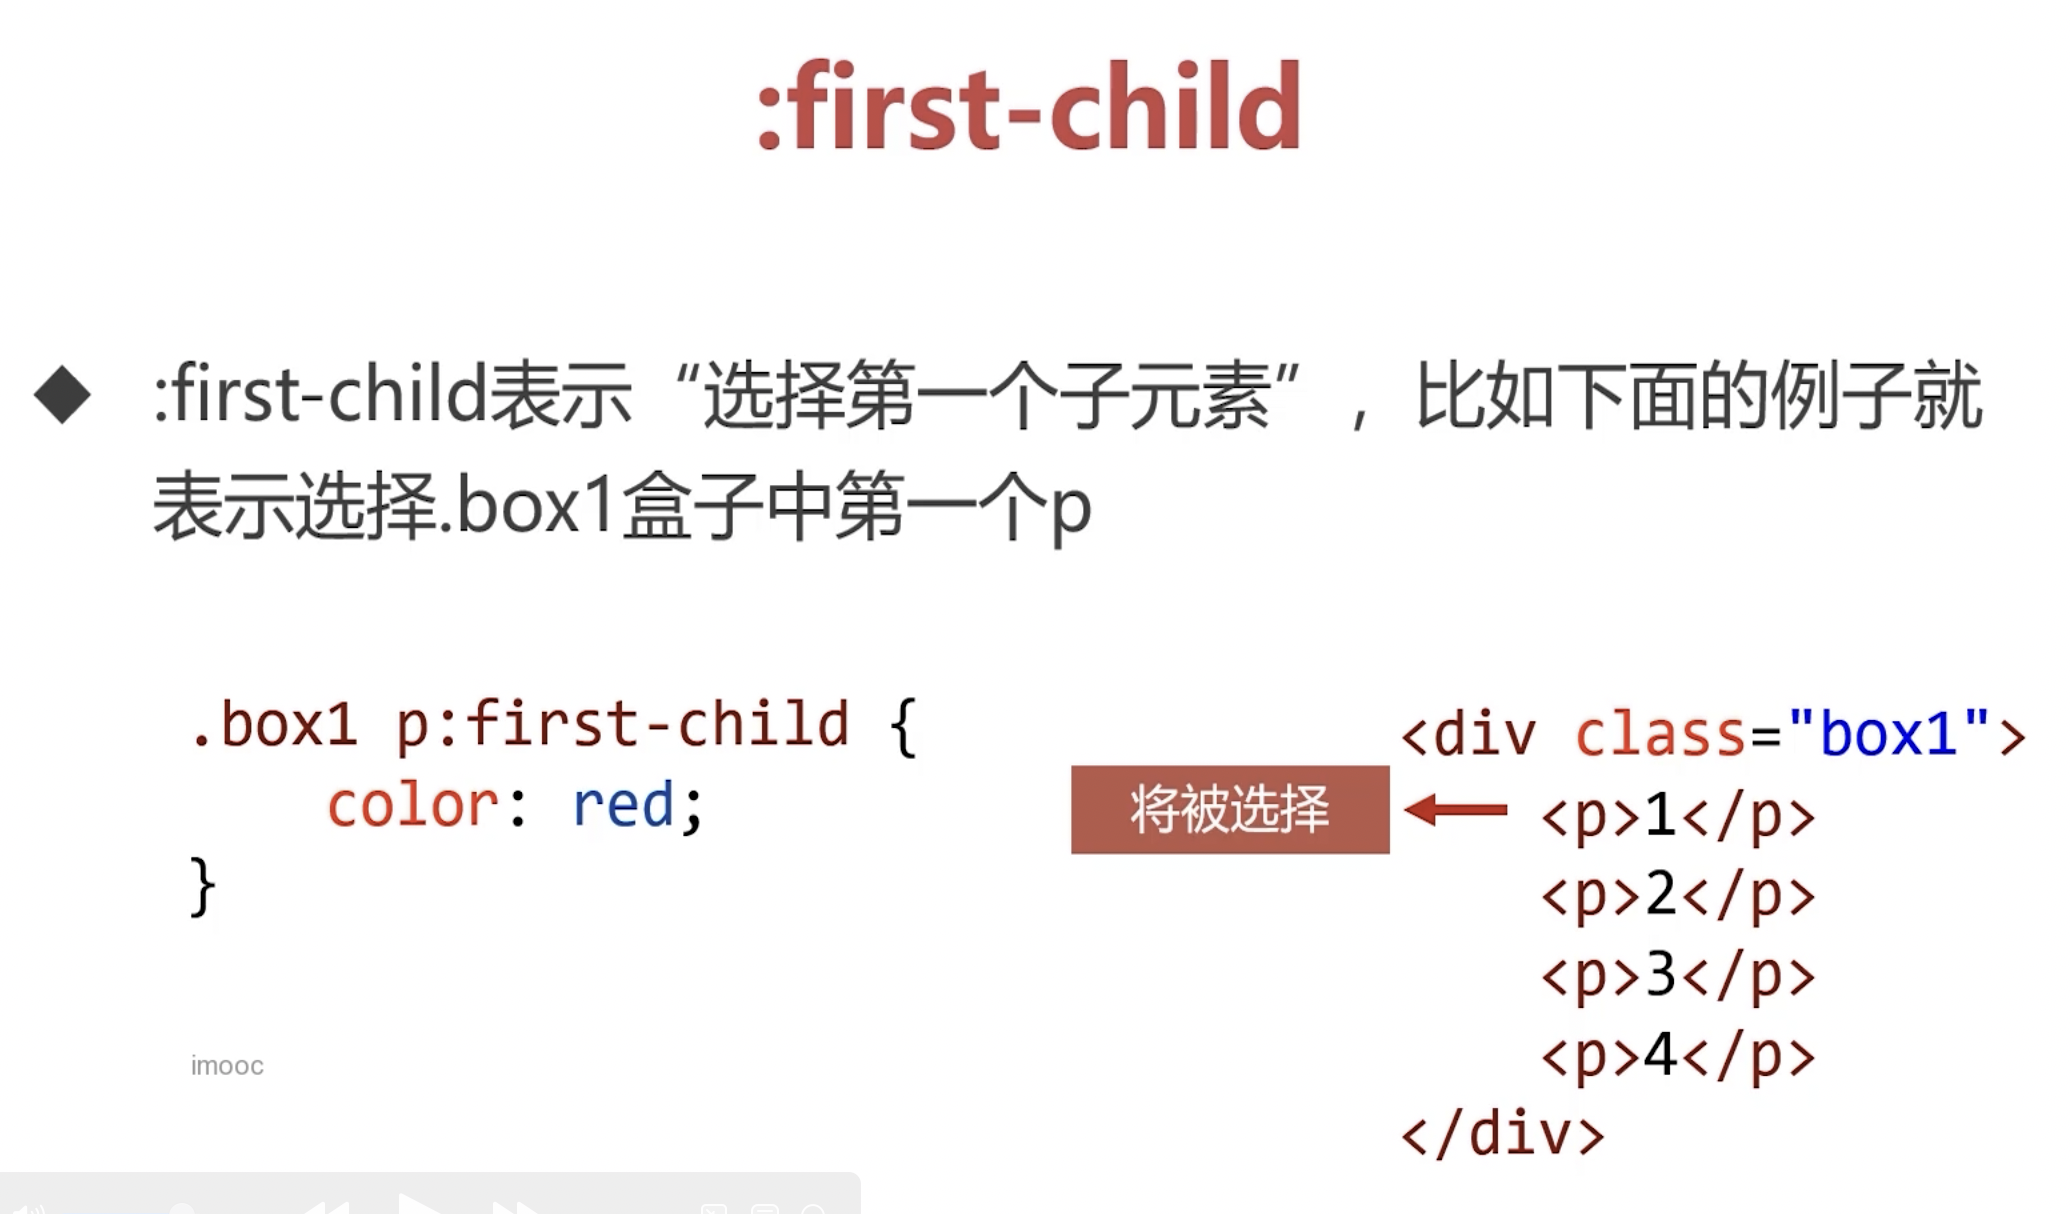 :first-child
:first-child表示“选择第一个子元素”，比如下面的例子就
表示选择.box1盒子中第一个p
.box1 p:first-child {
color: red;
}
将被选择
<div class="box1">
<p>1</p>
<p>2</p>
<p>3</p>
<p>4</p>
</div>
imooc